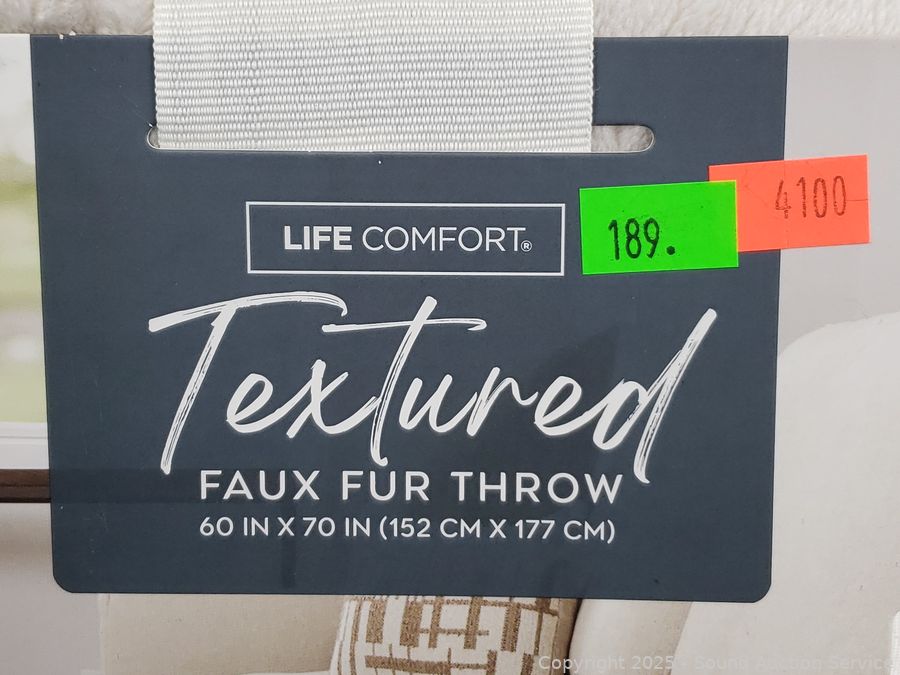 4100
189.
LIFE COMFORT®
Textured
FAUX FUR THROW
60 IN X 70 IN (152 CM X 177 CM)
Copyright 2025 - Sound Auction Service